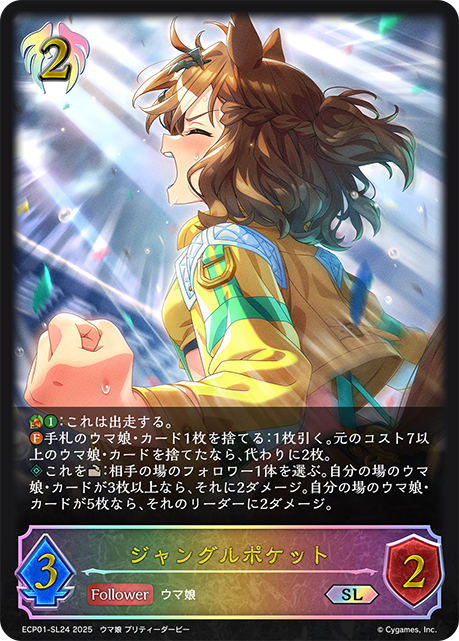 2
1:これは出走する。
F 手札のウマ娘・カード1枚を捨てる:1枚引く。元のコスト7以
上のウマ娘・カードを捨てたなら、代わりに2枚。
これを:相手の場のフォロワー1体を選ぶ。自分の場のウマ
娘・カードが3枚以上なら、それに2ダメージ。自分の場のウマ娘・
カードが5枚なら、そのリーダーに2ダメージ。
ジャングルポケット
3
Follower ウマ娘
SL
2
ECP01-SL24 2025 ウマ娘 プリティーダービー
© Cygames, Inc.